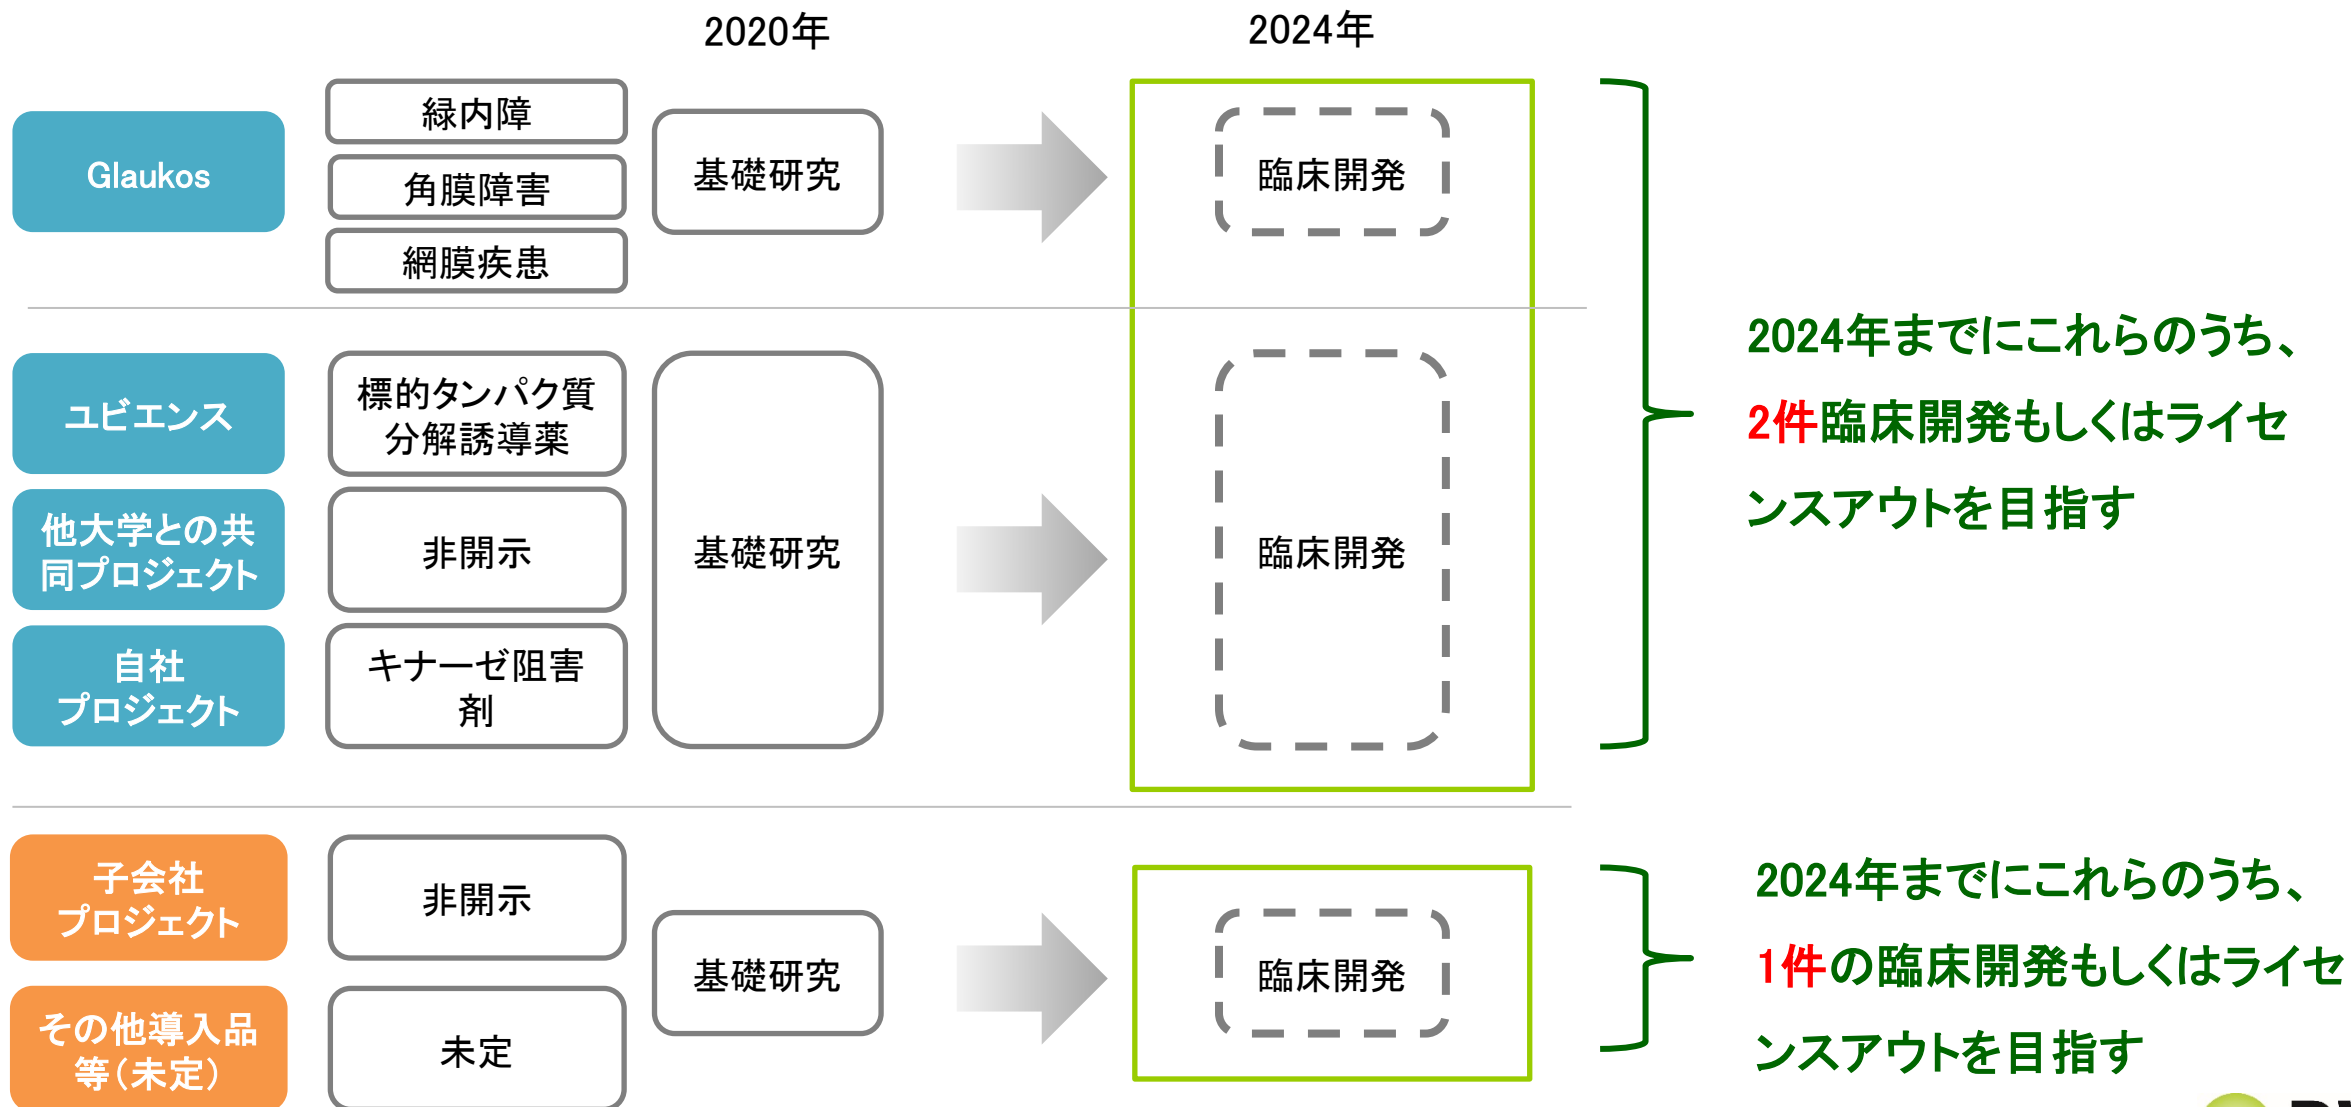 2020年
2024年
Glaukos
緑内障
角膜障害
網膜疾患
基礎研究
臨床開発
ユビエンス
標的タンパク質
分解誘導薬
他大学との共
同プロジェクト
非開示
自社
プロジェクト
キナーゼ阻害
剤
基礎研究
臨床開発
2024年までにこれらのうち、
2件臨床開発もしくはライセ
ンスアウトを目指す
子会社
プロジェクト
非開示
その他導入品
等（未定）
未定
基礎研究
臨床開発
2024年までにこれらのうち、
1件の臨床開発もしくはライセ
ンスアウトを目指す